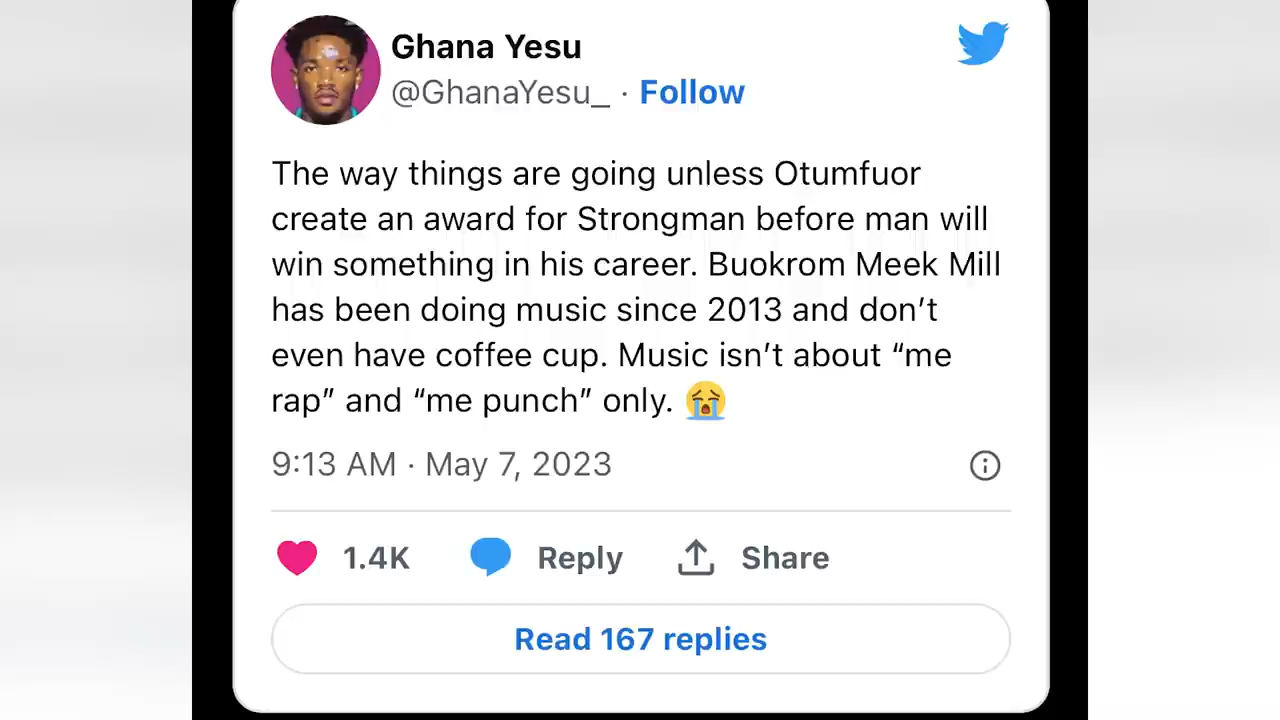 Ghana Yesu
@GhanaYesu_ · Follow
The way things are going unless Otumfuor
create an award for Strongman before man will
win something in his career. Buokrom Meek Mill
has been doing music since 2013 and don’t
even have coffee cup. Music isn’t about “me
rap” and “me punch” only. 😭
9:13 AM · May 7, 2023
1.4K Reply Share
Read 167 replies